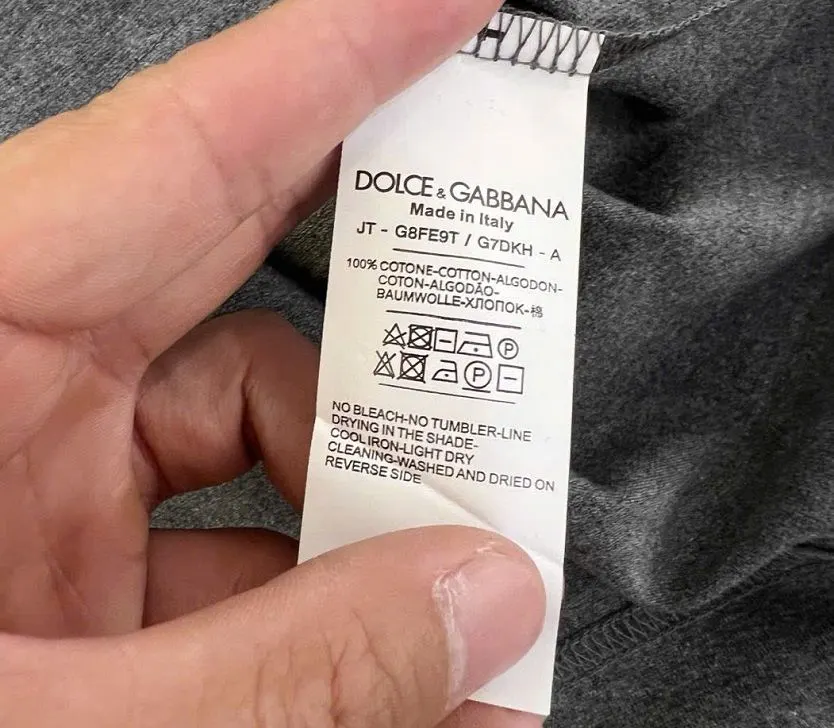 DOLCE & GABBANA
Made in Italy
JT - G8FE9T / G7DKH - A
100% COTONE-COTTON-ALGODON-
COTON-ALGODÃO-
BAUMWOLLE-ХЛОПОК-棉
P
P
NO BLEACH-NO TUMBLER-LINE
DRYING IN THE SHADE-
COOL IRON-LIGHT DRY
CLEANING-WASHED AND DRIED ON
REVERSE SIDE